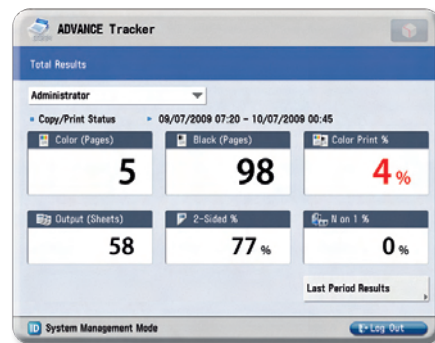 ADVANCE Tracker
Total Results
Administrator
Copy/Print Status 09/07/2009 07:20 - 10/07/2009 00:45
Color (Pages) Black (Pages) Color Print %
5 98 4 %
Output (Sheets) 2-Sided % N on 1 %
58 77 % 0 %
Last Period Results
ID System Management Mode Log Out